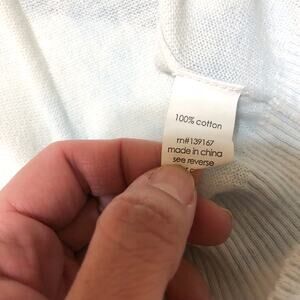 100% cotton
rn#139167
made in china
see reverse